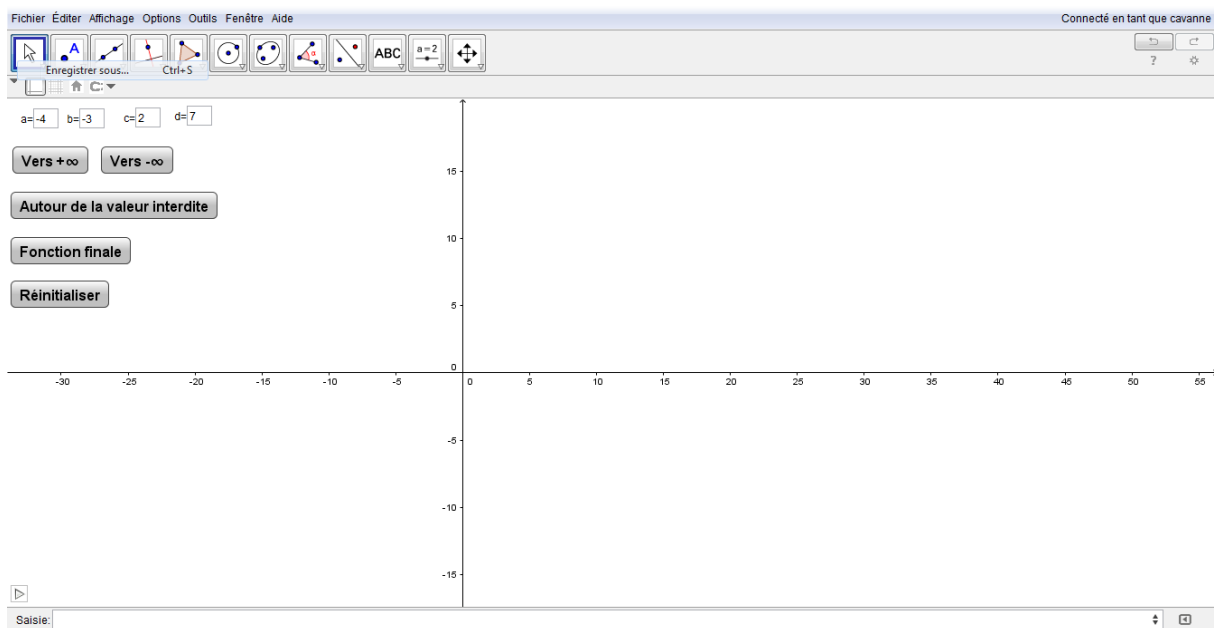 Fichier Éditer Affichage Options Outils Fenêtre Aide Connecté en tant que cavanne
A α ABC a=2
Enregistrer sous... Ctrl+S
?
a=-4 b=-3 c=2 d=7
Vers +∞ Vers -∞
15
Autour de la valeur interdite
10
Fonction finale
Réinitialiser
5
0
-30 -25 -20 -15 -10 -5 0 5 10 15 20 25 30 35 40 45 50 55
-5
-10
-15
Saisie: